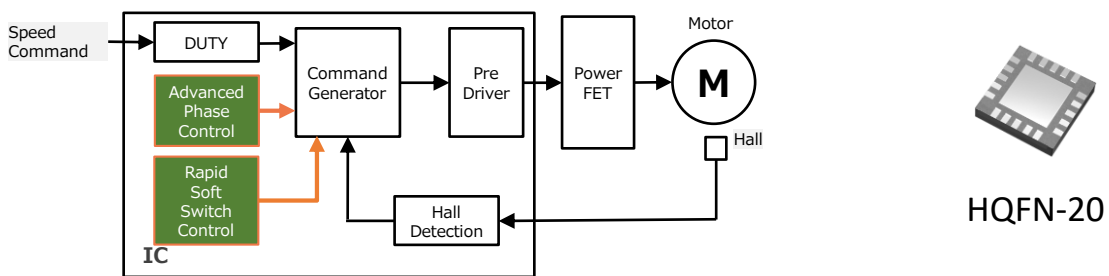 Speed
Command
DUTY
Advanced
Phase
Control
Rapid
Soft
Switch
Control
IC
Command
Generator
Pre
Driver
Hall
Detection
Power
FET
Motor
M
Hall
HQFN-20